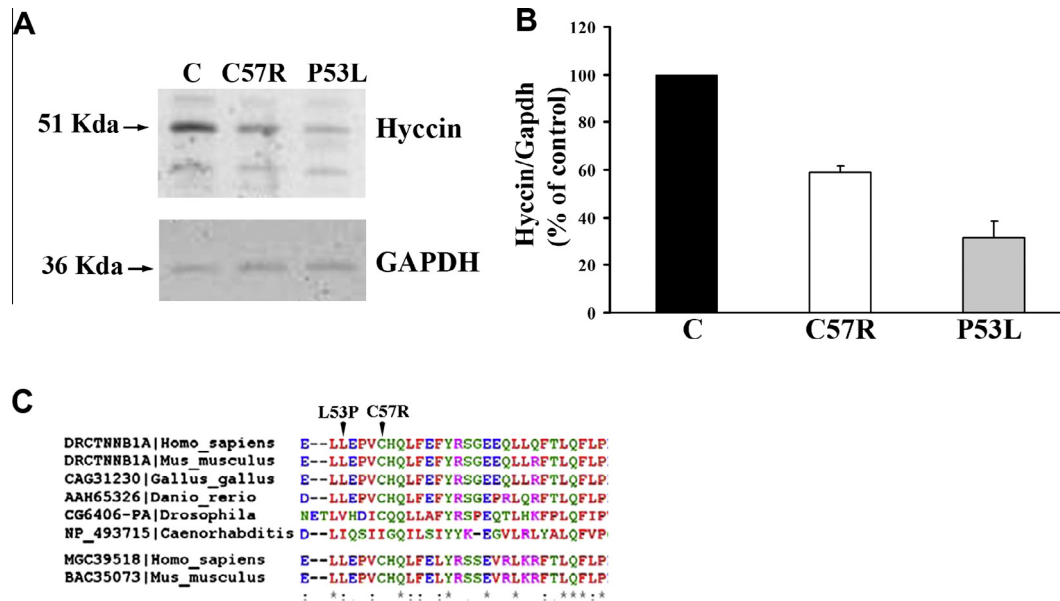 A
C C57R P53L
51 Kda
Hyccin
36 Kda
GAPDH
B
Hyccin/Gapdh
(% of control)
120
100
80
60
40
20
0
C C57R P53L
C
L53P C57R
DRCTNNB1A|Homo_sapiens E--LLEPVCHQLFEFYRSGEEQLLQFTLQFLP
DRCTNNB1A|Mus_musculus E--LLEPVCHQLFEFYRSGEEQLLRFTLQFLP
CAG31230|Gallus_gallus E--LLEPVCHQLFEFYRSGEEQLLRFTLQFLP
AAH65326|Danio_rerio D--LLEPVCHQLFEFYRSGEPRLQRFTLQFLP
CG6406-PA|Drosophila NETLVHDICQQLLAFYRSPEQTLHKFPLQFIP
NP_493715|Caenorhabditis D--LIQSIIGQILSIYYK-EGVLRLYALQFVP
MGC39518|Homo_sapiens E--LLEPVCHQLFELYRSSEVRLKRFTLQFLP
BAC35073|Mus_musculus E--LLEPVCHQLFELYRSSEERLKRFTLQFLP